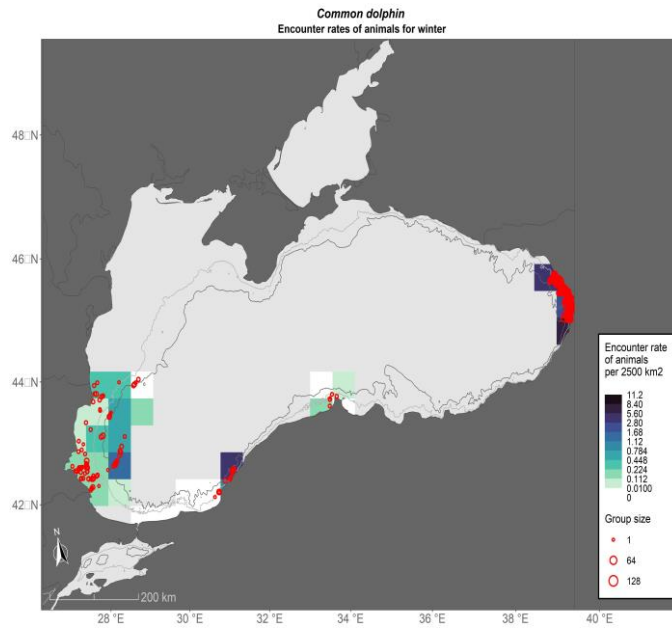 Common dolphin
Encounter rates of animals for winter
48□N
46□N
44□N
42□N
N
200 km
28 °E
30 °E
32 °E
34 °E
36 °E
38 °E
40 °E
Encounter rate
of animals
per 2500 km2
11.2
8.40
5.60
2.80
1.68
1.12
0.784
0.448
0.224
0.112
0.0100
0
Group size
1
64
128